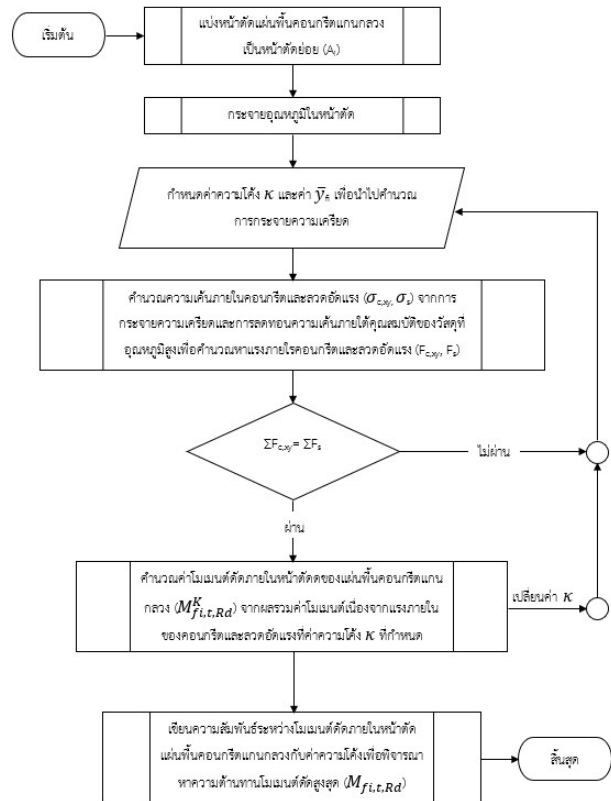 เริ่มต้น
แบ่งหน้าตัดแผ่นพื้นคอนกรีตแกนกลวง
เป็นหน้าตัดย่อย (Aᵢ)
กระจายอุณหภูมิในหน้าตัด
กำหนดค่าความโค้ง κ และค่า ȳ_fi เพื่อนำไปคำนวณ
การกระจายความเครียด
คำนวณความเค้นภายในคอนกรีตและลวดอัดแรง (σ_c,xy, σ_s) จากการ
กระจายความเครียดและการลดทอนความเค้นภายใต้คุณสมบัติของวัสดุที่
อุณหภูมิสูงเพื่อคำนวณหาแรงภายใรคอนกรีตและลวดอัดแรง (F_c,xy, F_s)
ΣF_c,xy = ΣF_s
ไม่ผ่าน
ผ่าน
คำนวณค่าโมเมนต์ดัดภายในหน้าตัดดของแผ่นพื้นคอนกรีตแกน
กลวง (M^K_fi,t,Rd) จากผลรวมค่าโมเมนต์เนื่องจากแรงภายใน
ของคอนกรีตและลวดอัดแรงที่ค่าความโค้ง κ ที่กำหนด
เปลี่ยนค่า κ
เขียนความสัมพันธ์ระหว่างโมเมนต์ดัดภายในหน้าตัด
แผ่นพื้นคอนกรีตแกนกลวงกับค่าความโค้งเพื่อพิจารณา
หาความต้านทานโมเมนต์ดัดสูงสุด (M_fi,t,Rd)
สิ้นสุด